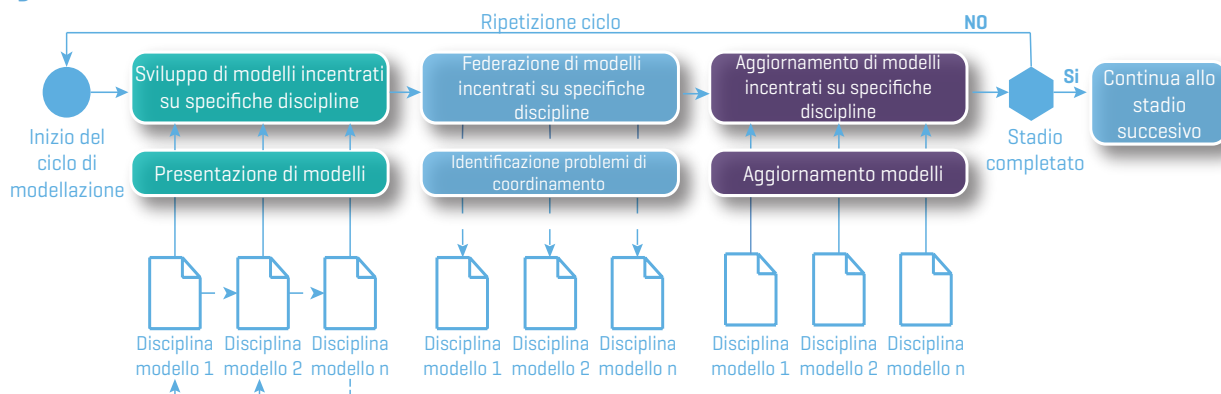 Ripetizione ciclo
NO
Sviluppo di modelli incentrati
su specifiche discipline
Federazione di modelli
incentrati su specifiche
discipline
Aggiornamento di modelli
incentrati su specifiche
discipline
Si
Continua allo
stadio
succesivo
Inizio del
ciclo di
modellazione
Stadio
completato
Presentazione di modelli
Identificazione problemi di
coordinamento
Aggiornamento modelli
Disciplina
modello 1
Disciplina
modello 2
Disciplina
modello n
Disciplina
modello 1
Disciplina
modello 2
Disciplina
modello n
Disciplina
modello 1
Disciplina
modello 2
Disciplina
modello n